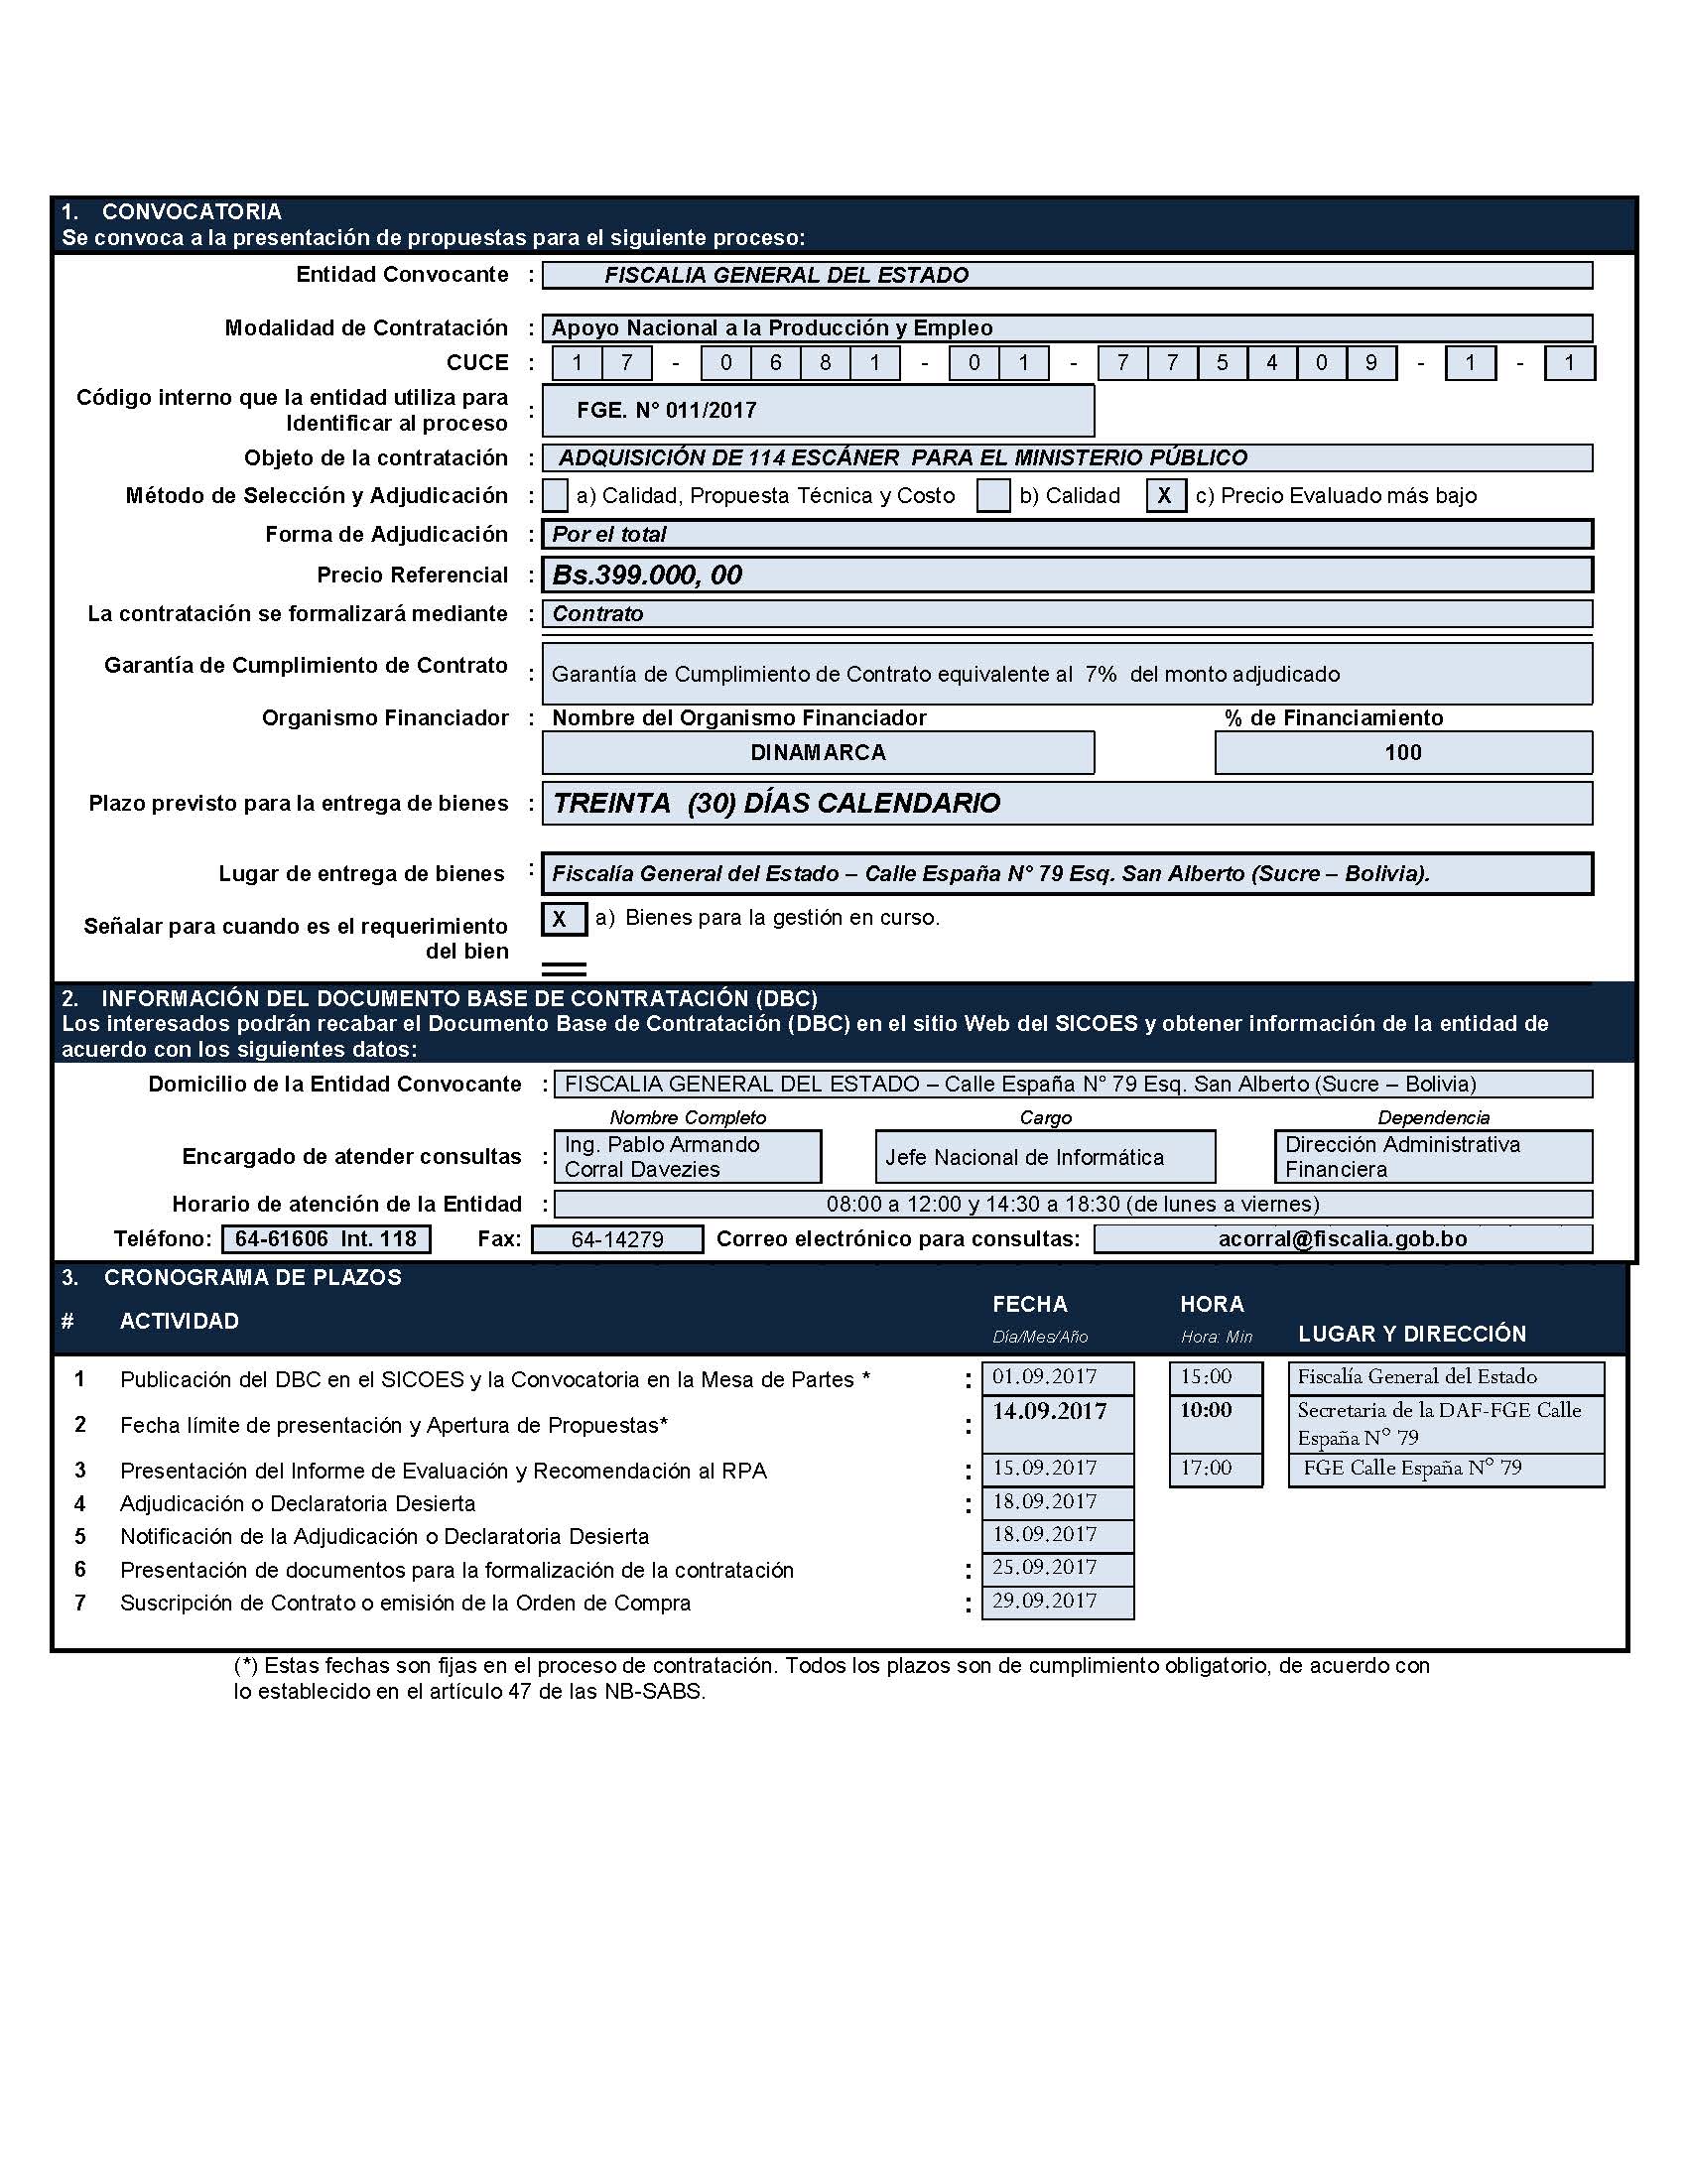 1. CONVOCATORIA
Se convoca a la presentación de propuestas para el siguiente proceso:
Entidad Convocante : FISCALIA GENERAL DEL ESTADO
Modalidad de Contratación : Apoyo Nacional a la Producción y Empleo
CUCE : 1 7 - 0 6 8 1 - 0 1 - 7 7 5 4 0 9 - 1 - 1
Código interno que la entidad utiliza para
Identificar al proceso : FGE. N° 011/2017
Objeto de la contratación : ADQUISICIÓN DE 114 ESCÁNER PARA EL MINISTERIO PÚBLICO
Método de Selección y Adjudicación : a) Calidad, Propuesta Técnica y Costo b) Calidad X c) Precio Evaluado más bajo
Forma de Adjudicación : Por el total
Precio Referencial : Bs.399.000, 00
La contratación se formalizará mediante : Contrato
Garantía de Cumplimiento de Contrato : Garantía de Cumplimiento de Contrato equivalente al 7% del monto adjudicado
Organismo Financiador : Nombre del Organismo Financiador % de Financiamiento
DINAMARCA 100
Plazo previsto para la entrega de bienes : TREINTA (30) DÍAS CALENDARIO
Lugar de entrega de bienes : Fiscalía General del Estado – Calle España N° 79 Esq. San Alberto (Sucre – Bolivia).
Señalar para cuando es el requerimiento
del bien
X a) Bienes para la gestión en curso.
2. INFORMACIÓN DEL DOCUMENTO BASE DE CONTRATACIÓN (DBC)
Los interesados podrán recabar el Documento Base de Contratación (DBC) en el sitio Web del SICOES y obtener información de la entidad de
acuerdo con los siguientes datos:
Domicilio de la Entidad Convocante : FISCALIA GENERAL DEL ESTADO – Calle España N° 79 Esq. San Alberto (Sucre – Bolivia)
Nombre Completo Cargo Dependencia
Encargado de atender consultas : Ing. Pablo Armando
Corral Davezies
Jefe Nacional de Informática
Dirección Administrativa
Financiera
Horario de atención de la Entidad : 08:00 a 12:00 y 14:30 a 18:30 (de lunes a viernes)
Teléfono: 64-61606 Int. 118 Fax: 64-14279 Correo electrónico para consultas: acorral@fiscalia.gob.bo
3. CRONOGRAMA DE PLAZOS
# ACTIVIDAD FECHA HORA
Día/Mes/Año Hora: Min LUGAR Y DIRECCIÓN
1 Publicación del DBC en el SICOES y la Convocatoria en la Mesa de Partes * : 01.09.2017 15:00 Fiscalía General del Estado
2 Fecha límite de presentación y Apertura de Propuestas* : 14.09.2017 10:00 Secretaria de la DAF-FGE Calle
España N° 79
3 Presentación del Informe de Evaluación y Recomendación al RPA : 15.09.2017 17:00 FGE Calle España N° 79
4 Adjudicación o Declaratoria Desierta : 18.09.2017
5 Notificación de la Adjudicación o Declaratoria Desierta 18.09.2017
6 Presentación de documentos para la formalización de la contratación : 25.09.2017
7 Suscripción de Contrato o emisión de la Orden de Compra : 29.09.2017
(*) Estas fechas son fijas en el proceso de contratación. Todos los plazos son de cumplimiento obligatorio, de acuerdo con
lo establecido en el artículo 47 de las NB-SABS.